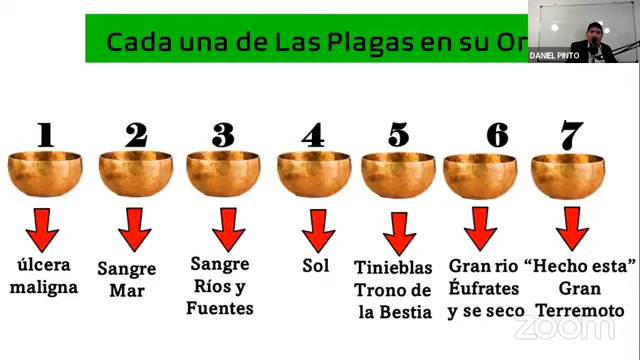 Cada una de Las Plagas en su Or
DANIEL PINTO
1 2 3 4 5 6 7
úlcera
maligna
Sangre
Mar
Sangre
Ríos y
Fuentes
Sol
Tinieblas
Trono de
la Bestia
Gran rio
Éufrates
y se seco
“Hecho esta”
Gran
Terremoto
zoom